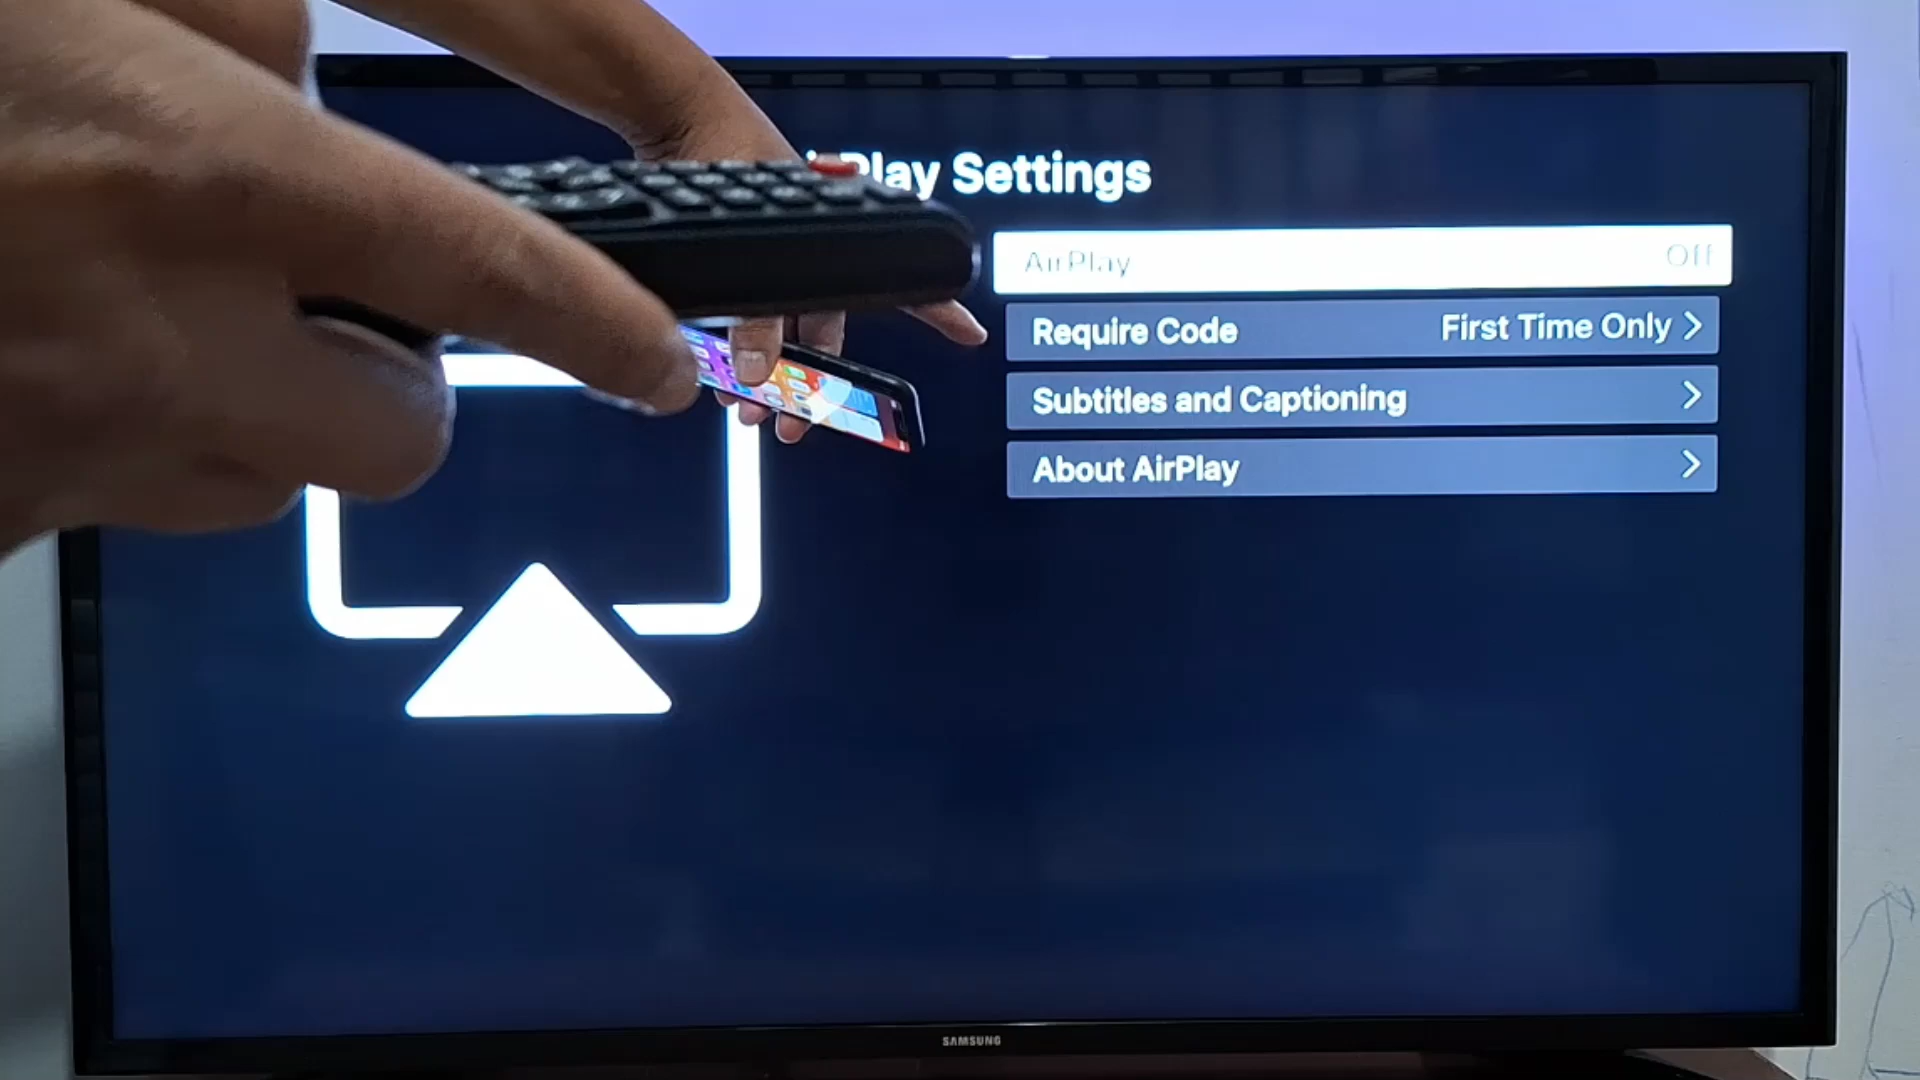 Play Settings
AirPlay Off
Require Code First Time Only
Subtitles and Captioning
About AirPlay
SAMSUNG